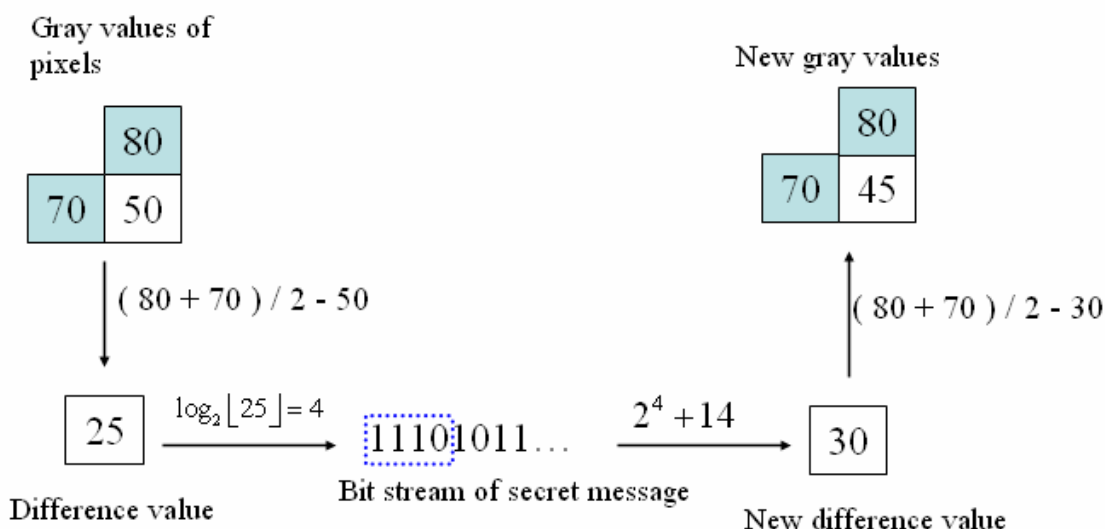 Gray values of
pixels
80
70 50
( 80 + 70 ) / 2 - 50
25
Difference value
log₂⌊25⌋=4
11101011...
Bit stream of secret message
2⁴ +14
30
New difference value
( 80 + 70 ) / 2 - 30
New gray values
80
70 45